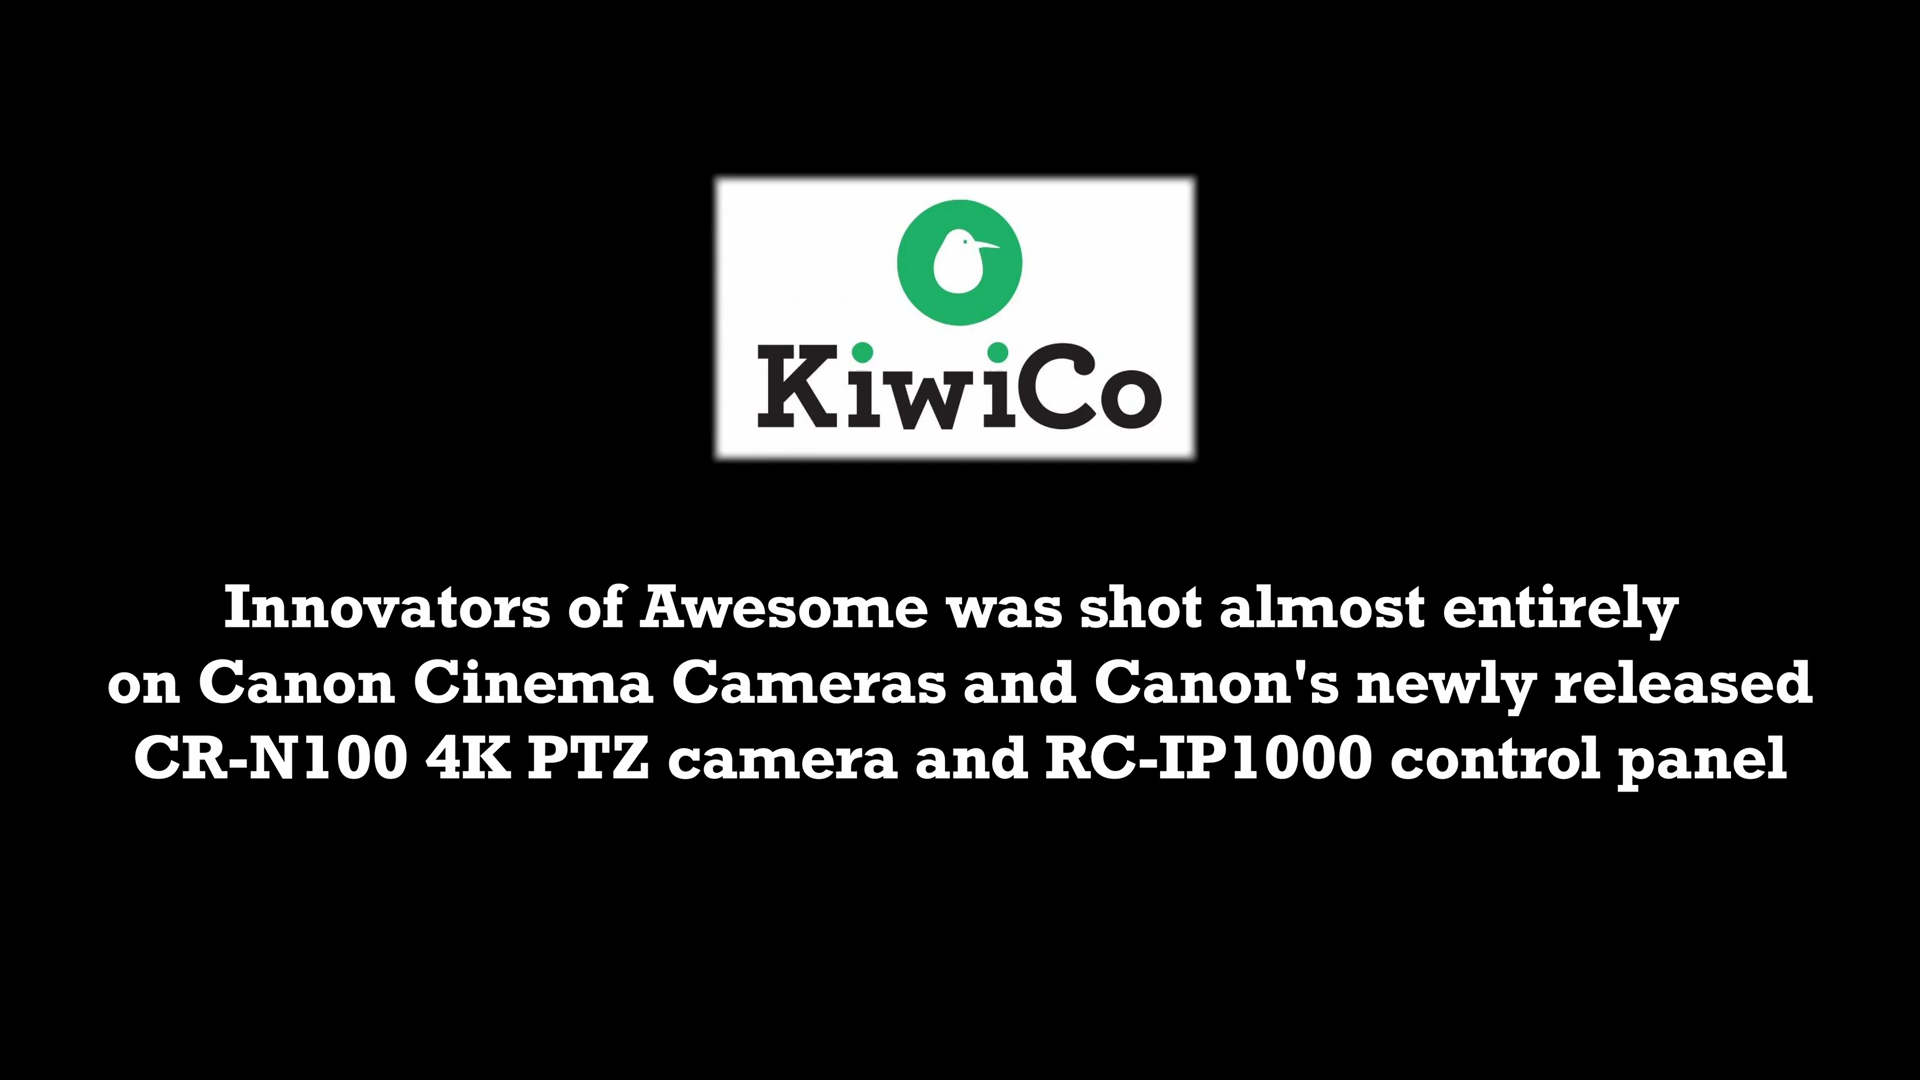 KiwiCo
Innovators of Awesome was shot almost entirely
on Canon Cinema Cameras and Canon's newly released
CR-N100 4K PTZ camera and RC-IP1000 control panel